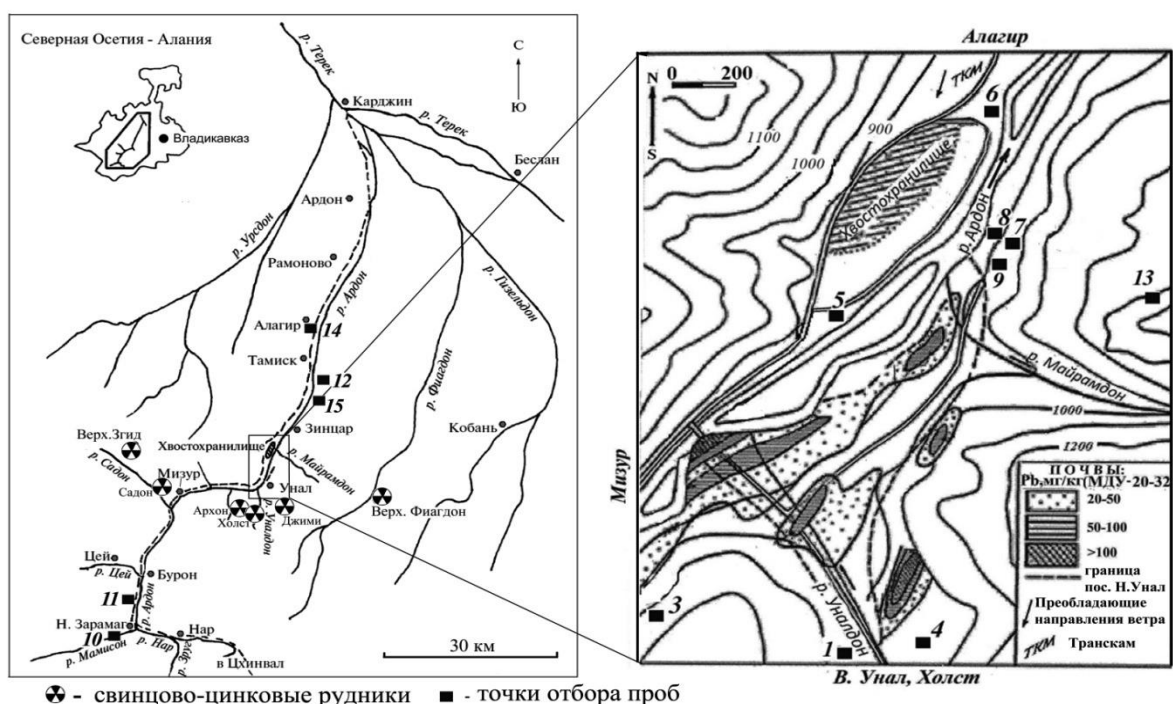 Северная Осетия - Алания
Владикавказ
С
Ю
р. Терек
Карджин
р. Терек
Беслан
Ардон
р. Урсдон
Рамоново
р. Ардон
р. Гизельдон
Алагир
14
Тамиск
12
15
р. Фиагдон
Зинцар
Кобань
Верх.Згид
Хвостохранилище
р. Майрамдон
р. Садон
Мизур
Садон
Унал
Архон
Холст
р. Уналдон
Джими
Верх. Фиагдон
Цей
р. Цей
Бурон
11
р. Ардон
Н. Зарамаг
10
р. Мамисон
р. Нар
Нар
р. Зруг
в Цхинвал
30 км
- свинцово-цинковые рудники
- точки отбора проб
Алагир
N
S
0 200
ТКМ
6
1100
900
1000
Хвостохранилище
р. Ардон
8
7
9
13
5
р. Майрамдон
1000
1200
Мизур
ПОЧВЫ:
Pb,мг/кг(МДУ-20-32
20-50
50-100
>100
граница
пос. Н.Унал
Преобладающие
направления ветра
ТКМ Транскам
3
р. Уналдон
4
1
В. Унал, Холст